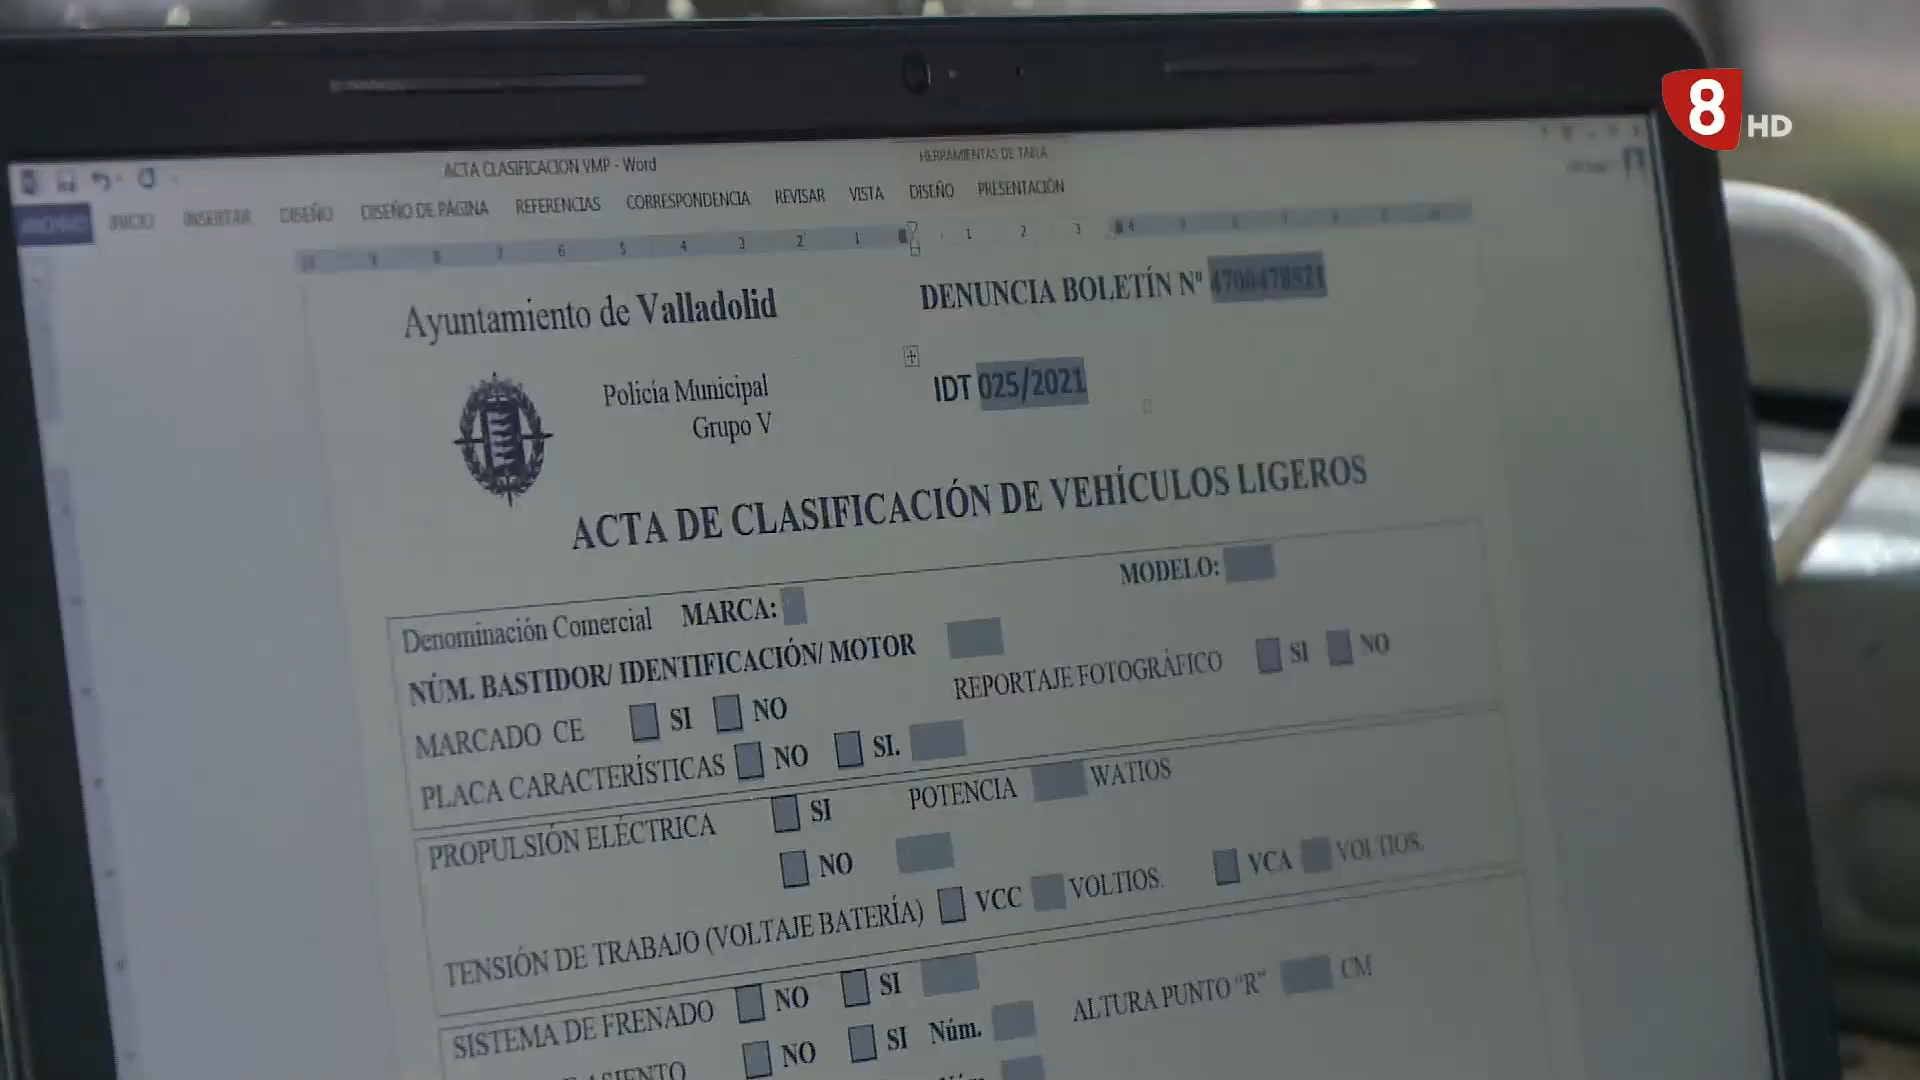 8 HD
ACTA CLASIFICACION VMP - Word
HERRAMIENTAS DE TABLA
ARCHIVO INICIO INSERTAR DISEÑO DISEÑO DE PÁGINA REFERENCIAS CORRESPONDENCIA REVISAR VISTA DISEÑO PRESENTACIÓN
Ayuntamiento de Valladolid
DENUNCIA BOLETÍN Nº
Policía Municipal
Grupo V
IDT 025/2021
ACTA DE CLASIFICACIÓN DE VEHÍCULOS LIGEROS
Denominación Comercial MARCA: MODELO:
NÚM. BASTIDOR/ IDENTIFICACIÓN/ MOTOR
MARCADO CE SI NO REPORTAJE FOTOGRÁFICO SI NO
PLACA CARACTERÍSTICAS NO SI.
PROPULSIÓN ELÉCTRICA SI POTENCIA WATIOS
NO
TENSIÓN DE TRABAJO (VOLTAJE BATERÍA) VCC VOLTIOS. VCA VOLTIOS.
SISTEMA DE FRENADO NO SI ALTURA PUNTO "R" CM
ASIENTO NO SI Núm.